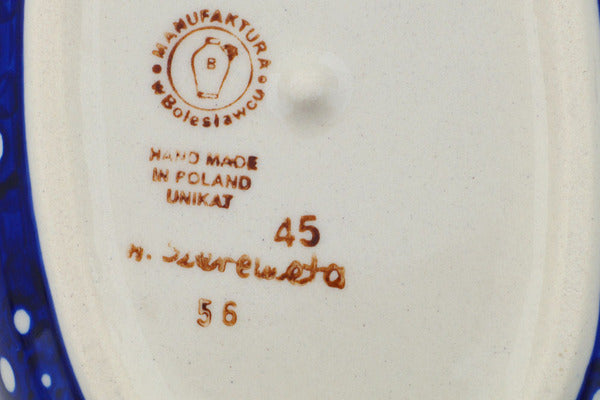 MANUFAKTURA
w Bolesławcu
B
HAND MADE
IN POLAND
UNIKAT
45
56